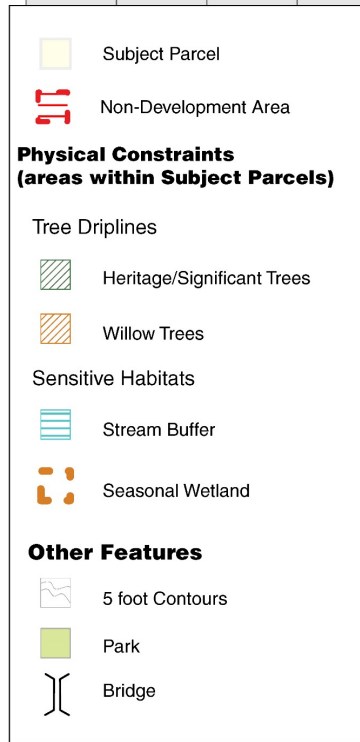 Subject Parcel
Non-Development Area
Physical Constraints
(areas within Subject Parcels)
Tree Driplines
Heritage/Significant Trees
Willow Trees
Sensitive Habitats
Stream Buffer
Seasonal Wetland
Other Features
5 foot Contours
Park
Bridge